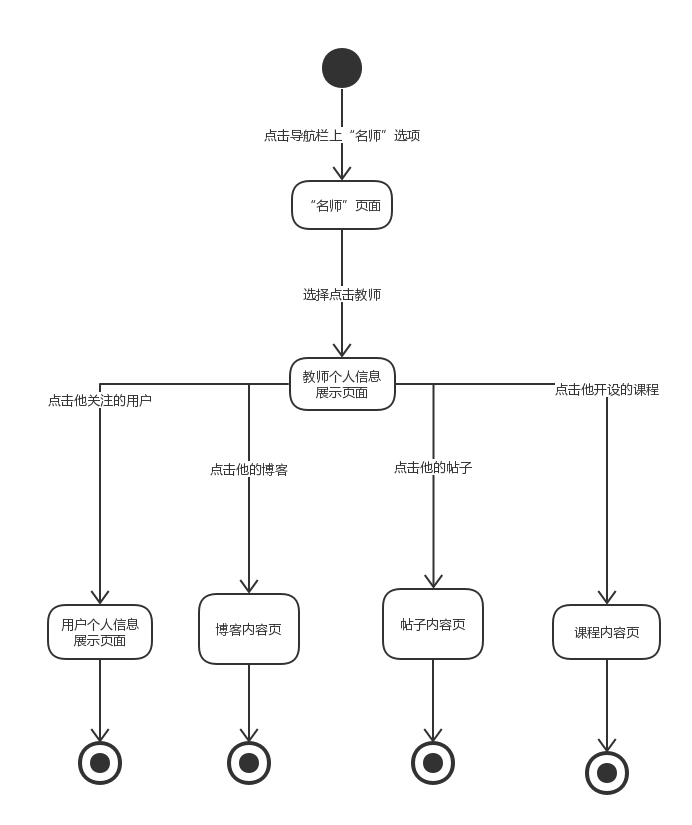 点击导航栏上“名师”选项
“名师”页面
选择点击教师
教师个人信息
展示页面
点击他关注的用户
点击他的博客
点击他的帖子
点击他开设的课程
用户个人信息
展示页面
博客内容页
帖子内容页
课程内容页